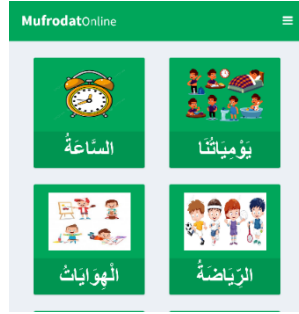 MufrodatOnline
يَوْمِيَاتُنَا
السَّاعَةُ
الرِّيَاضَةُ
الْهِوَايَاتُ